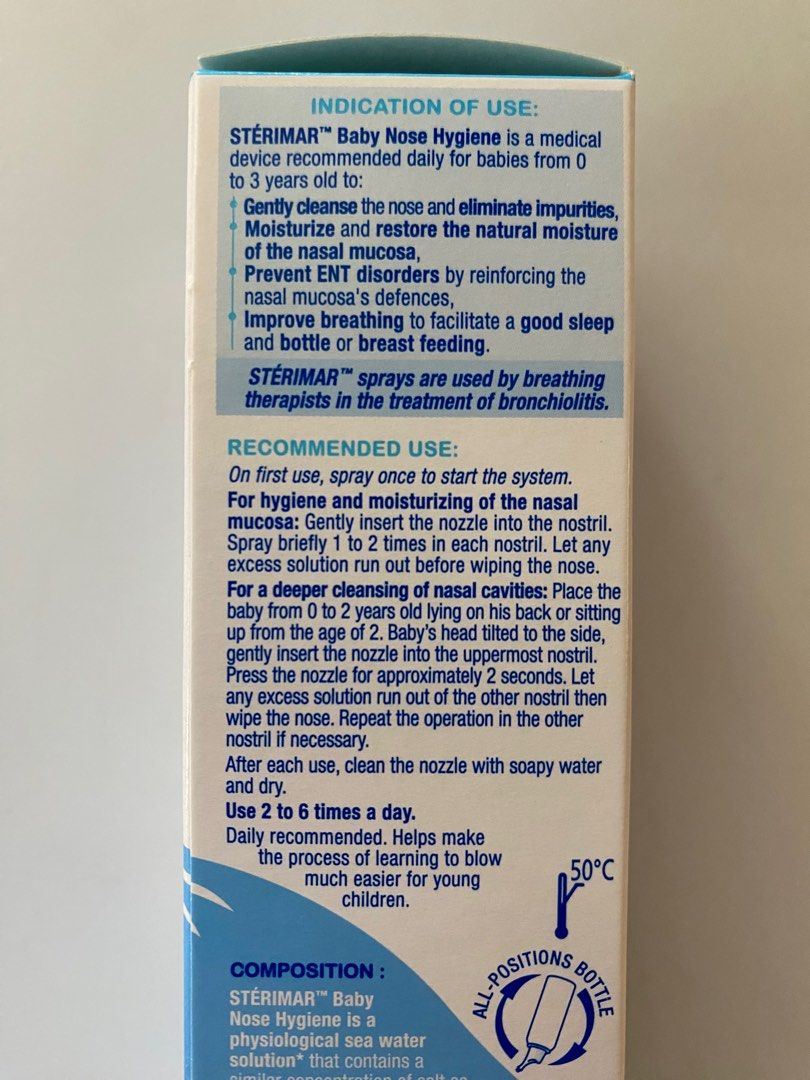 INDICATION OF USE:
STÉRIMAR™ Baby Nose Hygiene is a medical
device recommended daily for babies from 0
to 3 years old to:
Gently cleanse the nose and eliminate impurities,
Moisturize and restore the natural moisture
of the nasal mucosa,
Prevent ENT disorders by reinforcing the
nasal mucosa's defences,
Improve breathing to facilitate a good sleep
and bottle or breast feeding.
STÉRIMAR™ sprays are used by breathing
therapists in the treatment of bronchiolitis.
RECOMMENDED USE:
On first use, spray once to start the system.
For hygiene and moisturizing of the nasal
mucosa: Gently insert the nozzle into the nostril.
Spray briefly 1 to 2 times in each nostril. Let any
excess solution run out before wiping the nose.
For a deeper cleansing of nasal cavities: Place the
baby from 0 to 2 years old lying on his back or sitting
up from the age of 2. Baby's head tilted to the side,
gently insert the nozzle into the uppermost nostril.
Press the nozzle for approximately 2 seconds. Let
any excess solution run out of the other nostril then
wipe the nose. Repeat the operation in the other
nostril if necessary.
After each use, clean the nozzle with soapy water
and dry.
Use 2 to 6 times a day.
Daily recommended. Helps make
the process of learning to blow
much easier for young
children.
50°C
ALL-POSITIONS BOTTLE
COMPOSITION :
STÉRIMAR™ Baby
Nose Hygiene is a
physiological sea water
solution* that contains a
similar concentration of salt as